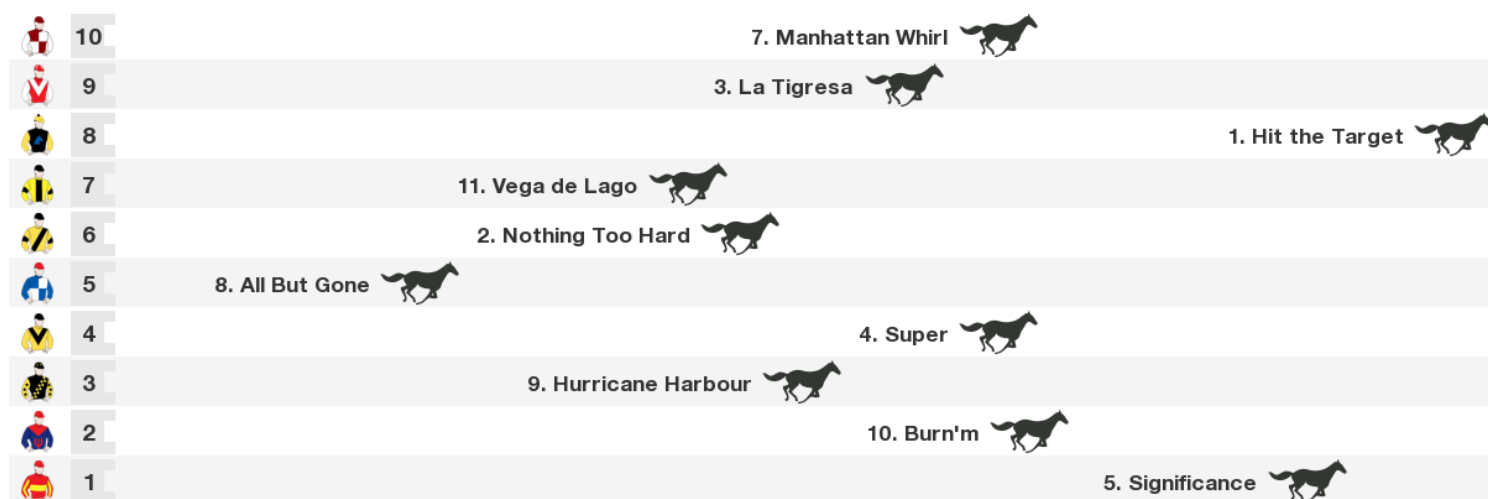 10 7. Manhattan Whirl
9 3. La Tigresa
8 1. Hit the Target
7 11. Vega de Lago
6 2. Nothing Too Hard
5 8. All But Gone
4 4. Super
3 9. Hurricane Harbour
2 10. Burn'm
1 5. Significance